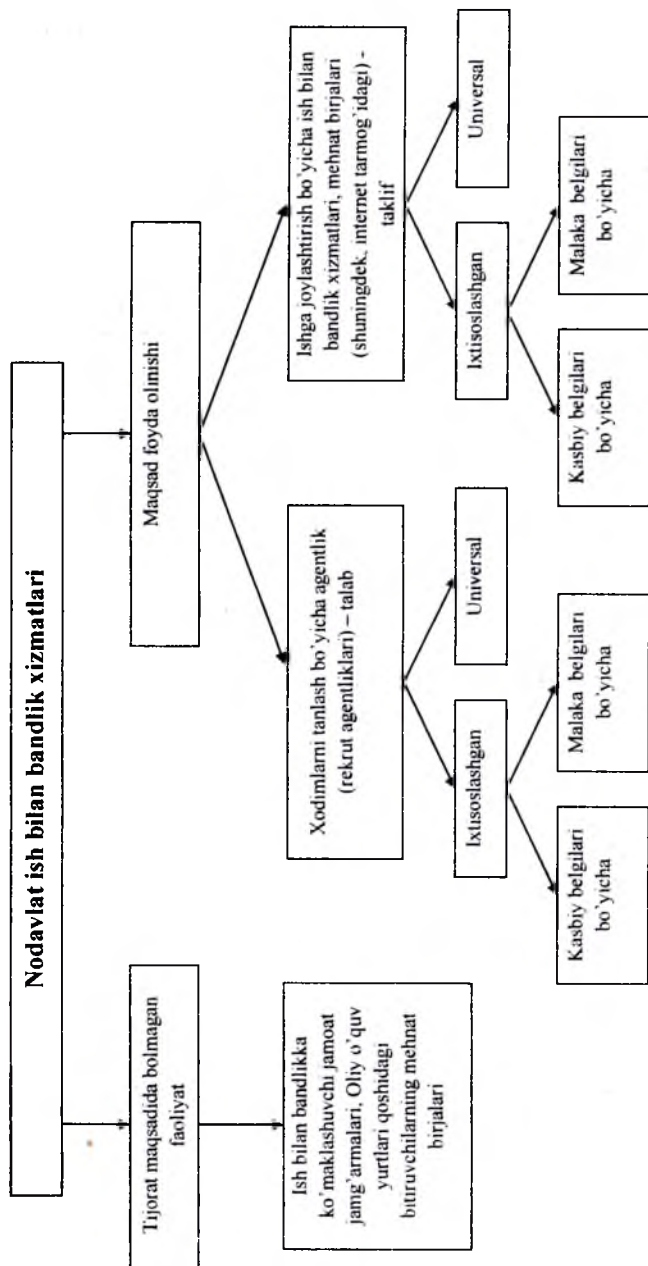 Nodavlat ish bilan bandlik xizmatlari
Tijorat maqsadida bolmagan
faoliyat
Maqsad foyda olinishi
Ish bilan bandlikka
ko`maklashuvchi jamoat
jamg`armalari, Oliy o`quv
yurtlari qoshidagi
bitiruvchilarning mehnat
birjalari
Xodimlarni tanlash bo`yicha agentlik
(rekrut agentliklari) – talab
Ishga joylashtirish bo`yicha ish bilan
bandlik xizmatlari, mehnat birjalari
(shuningdek, internet tarmog`idagi) -
taklif
Ixtisoslashgan
Universal
Ixtisoslashgan
Universal
Kasbiy belgilari
bo`yicha
Malaka belgilari
bo`yicha
Kasbiy belgilari
bo`yicha
Malaka belgilari
bo`yicha